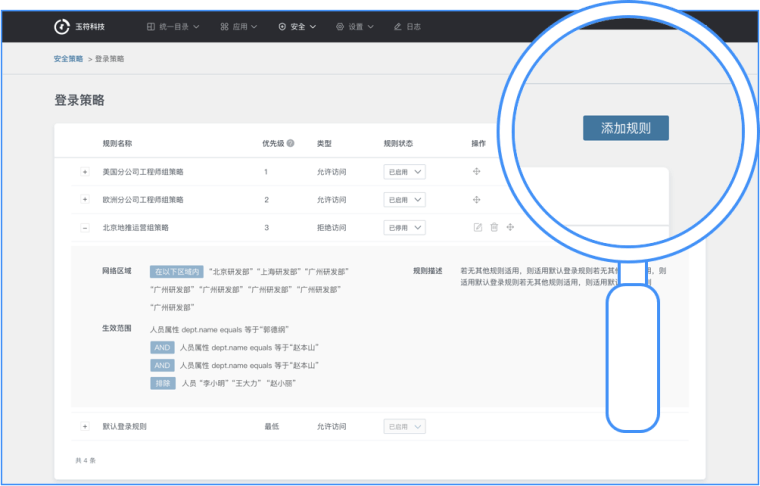 玉符科技 统一目录 应用 安全 设置 日志
安全策略 > 登录策略
登录策略
添加规则
规则名称 优先级 类型 规则状态 操作
美国分公司工程师组策略 1 允许访问 已启用
欧洲分公司工程师组策略 2 允许访问 已启用
北京地推运营组策略 3 拒绝访问 已停用
网络区域 在以下区域内 “北京研发部” “上海研发部” “广州研发部” 规则描述 若无其他规则适用，则适用默认登录规则若无其 用，则
“广州研发部” “广州研发部” “广州研发部” “广州研发部” 适用默认登录规则若无其他规则适用，则适用默 则
“广州研发部”
生效范围 人员属性 dept.name equals 等于“郭德纲”
AND 人员属性 dept.name equals 等于“赵本山”
AND 人员属性 dept.name equals 等于“赵本山”
排除 人员 “李小明” “王大力” “赵小丽”
默认登录规则 最低 允许访问 已启用
共 4 条